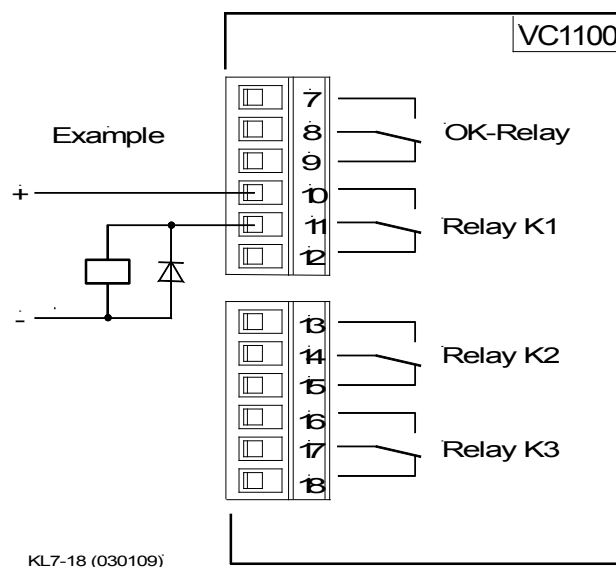 VC1100
7
8
OK-Relay
Example
9
+
10
11
Relay K1
12
-
13
14
Relay K2
15
16
17
Relay K3
18
KL7-18 (030109)